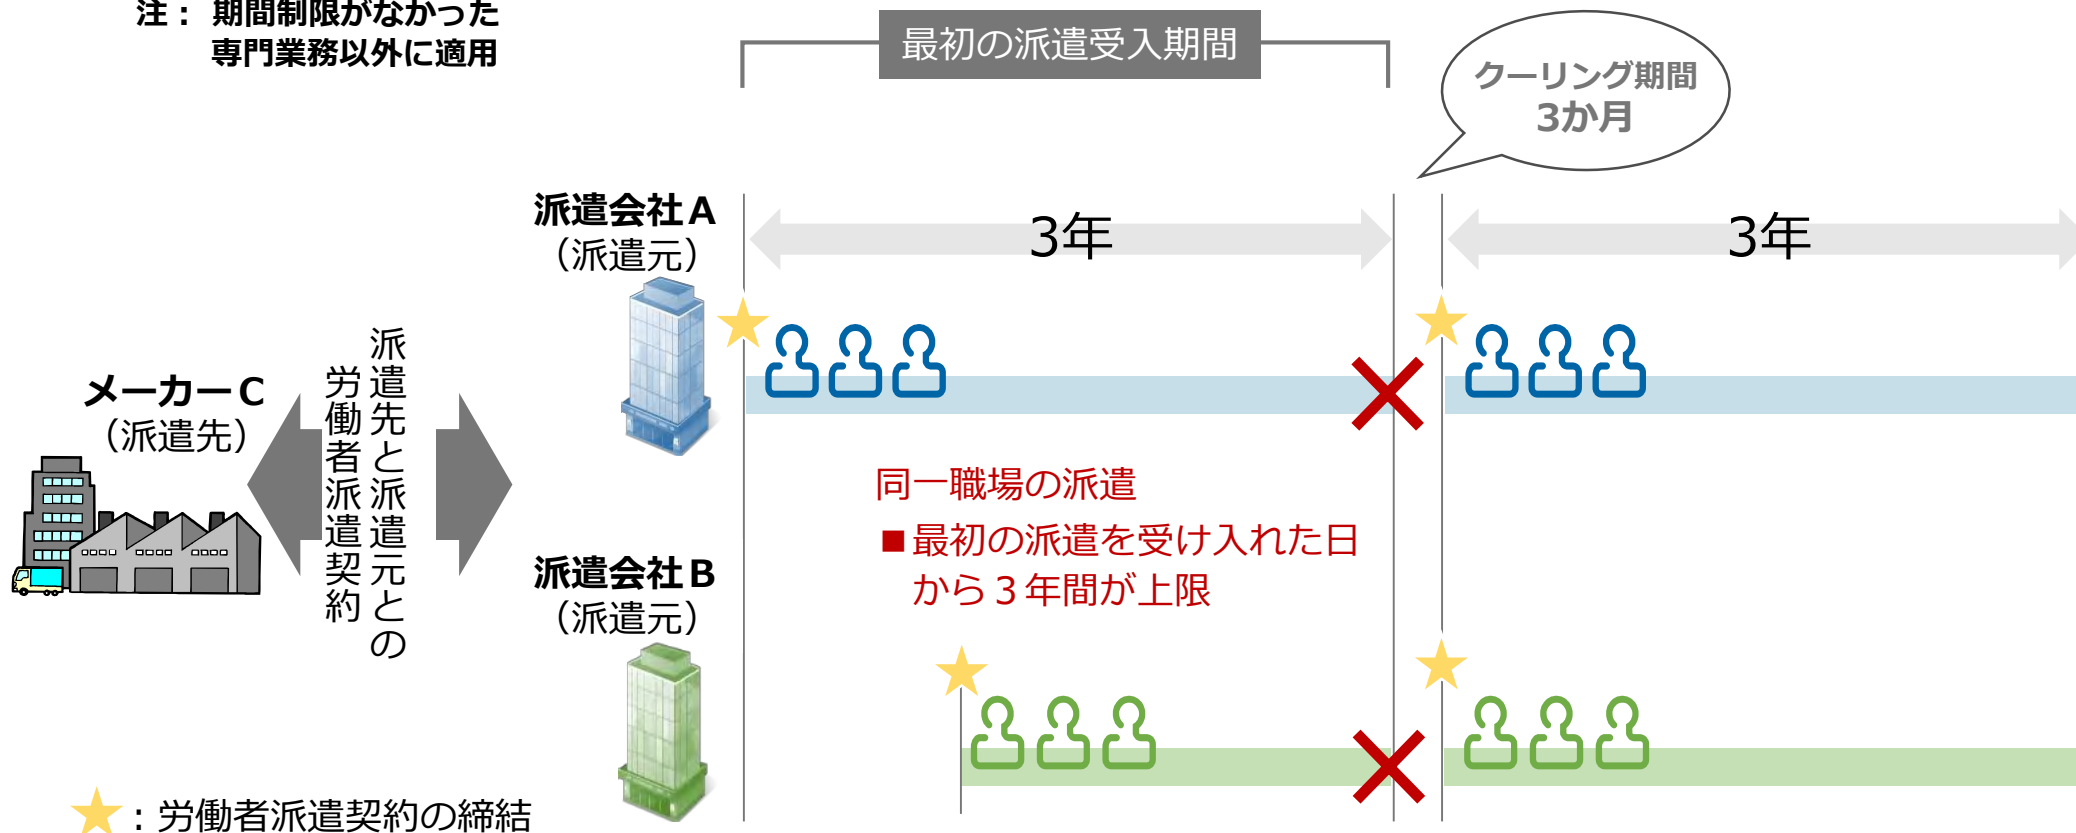 注： 期間制限がなかった
専門業務以外に適用
最初の派遣受入期間
クーリング期間
3か月
派遣会社A
（派遣元）
3年
3年
メーカーC
（派遣先）
派遣先と派遣元との
労働者派遣契約
同一職場の派遣
■最初の派遣を受け入れた日
から３年間が上限
派遣会社B
（派遣元）
：労働者派遣契約の締結